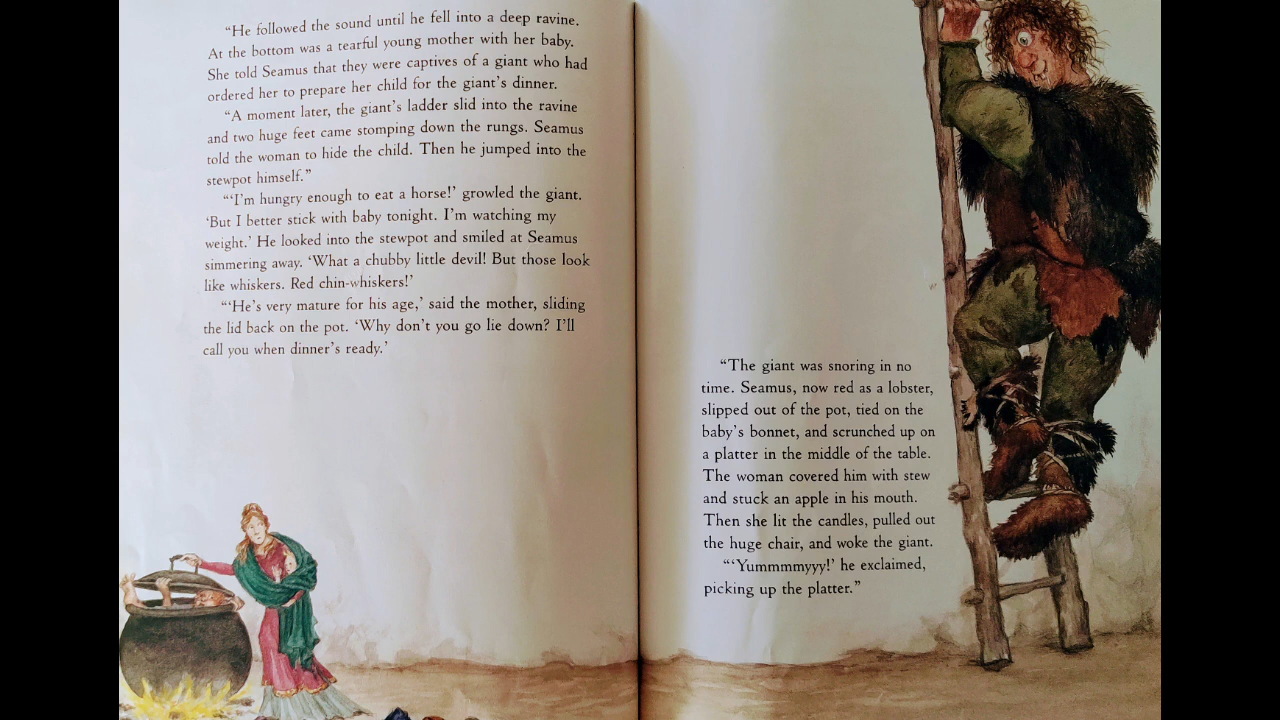 “He followed the sound until he fell into a deep ravine.
At the bottom was a tearful young mother with her baby.
She told Seamus that they were captives of a giant who had
ordered her to prepare her child for the giant’s dinner.
“A moment later, the giant’s ladder slid into the ravine
and two huge feet came stomping down the rungs. Seamus
told the woman to hide the child. Then he jumped into the
stewpot himself.”
“‘I’m hungry enough to eat a horse!’ growled the giant.
‘But I better stick with baby tonight. I’m watching my
weight.’ He looked into the stewpot and smiled at Seamus
simmering away. ‘What a chubby little devil! But those look
like whiskers. Red chin-whiskers!’
“‘He’s very mature for his age,’ said the mother, sliding
the lid back on the pot. ‘Why don’t you go lie down? I’ll
call you when dinner’s ready.’
“The giant was snoring in no
time. Seamus, now red as a lobster,
slipped out of the pot, tied on the
baby’s bonnet, and scrunched up on
a platter in the middle of the table.
The woman covered him with stew
and stuck an apple in his mouth.
Then she lit the candles, pulled out
the huge chair, and woke the giant.
“‘Yummmmyyy!’ he exclaimed,
picking up the platter.”